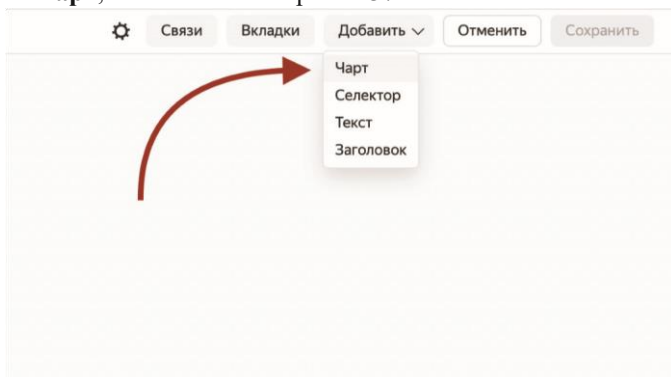 Связи Вкладки Добавить Отменить Сохранить
Чарт
Селектор
Текст
Заголовок